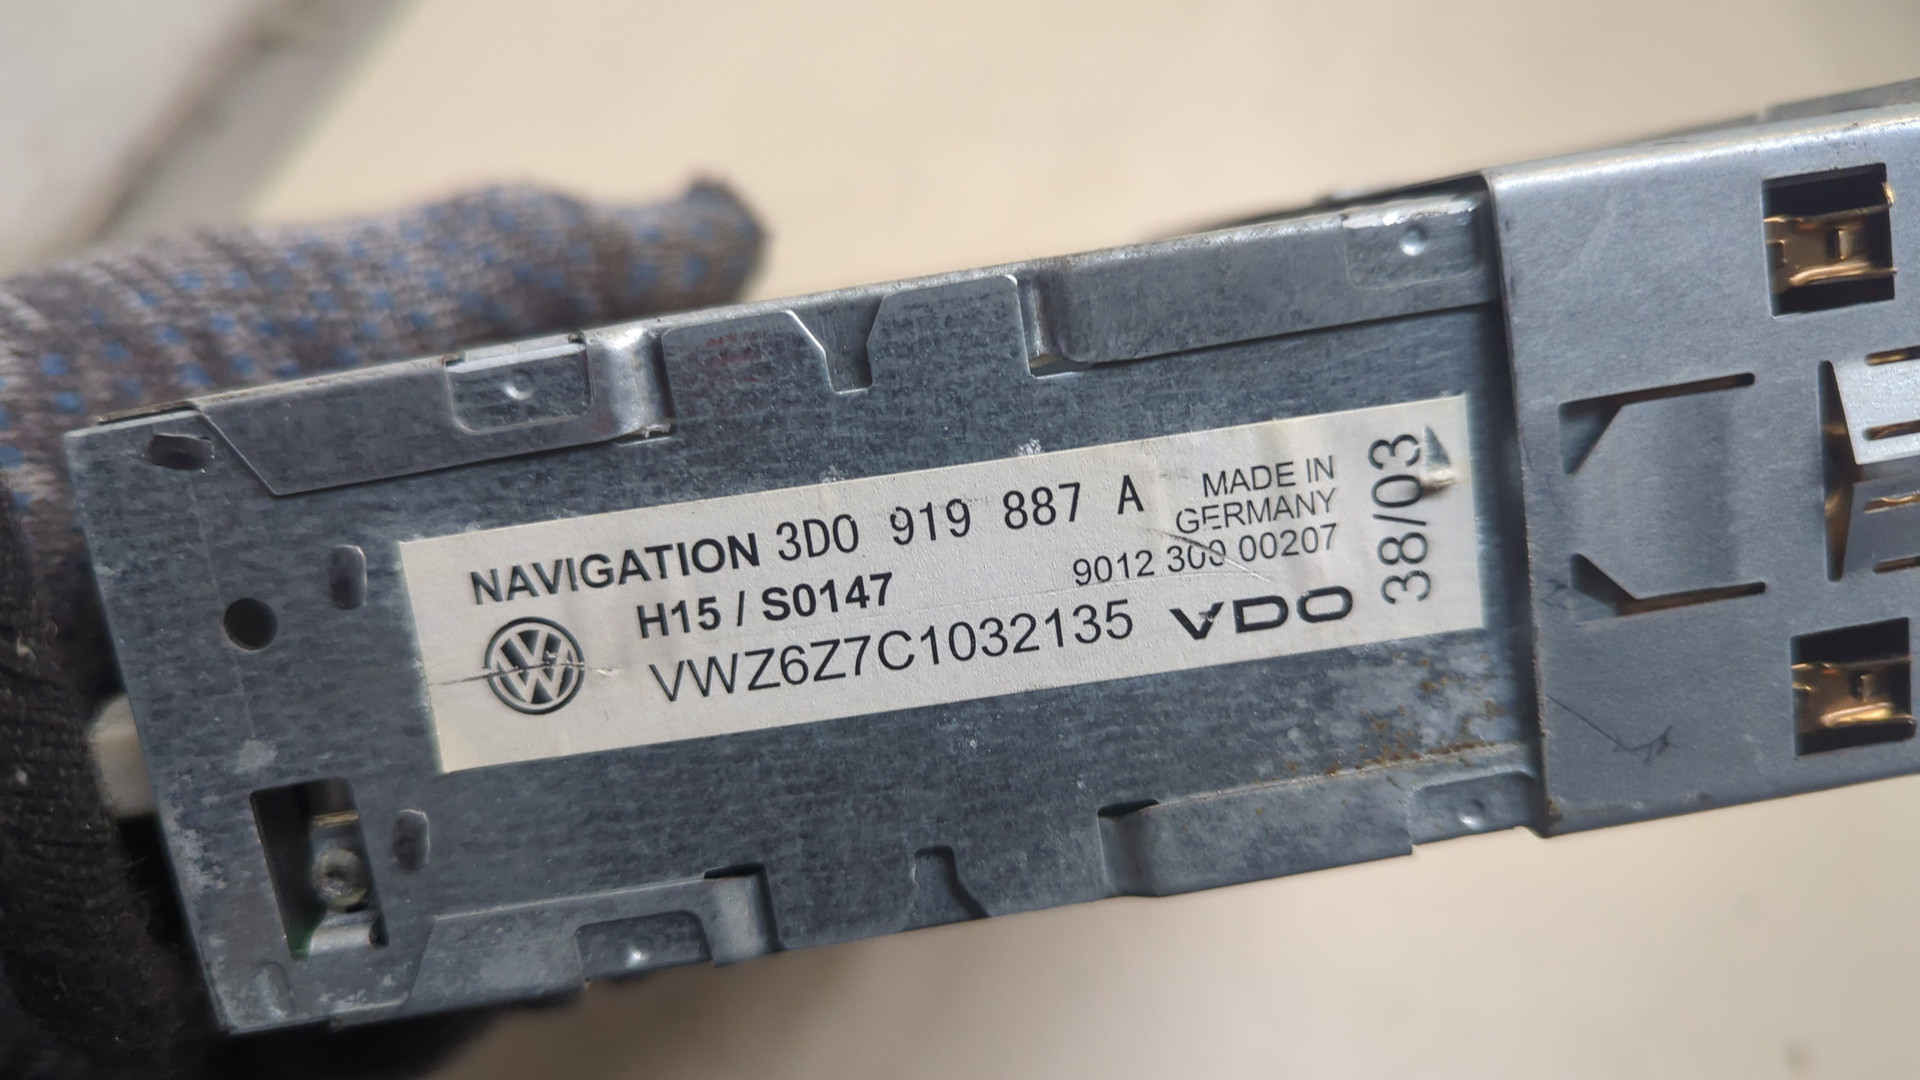 NAVIGATION 3D0 919 887 A
MADE IN
GERMANY
H15 / S0147
9012 300 00207
VWZ6Z7C1032135
VDO
38/03